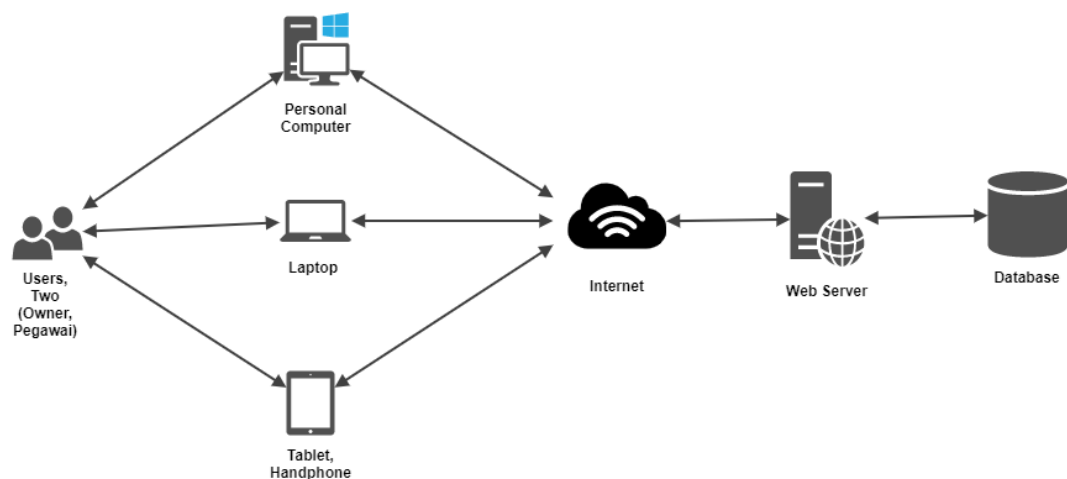 Personal
Computer
Users,
Two
(Owner,
Pegawai)
Laptop
Internet
Web Server
Database
Tablet,
Handphone